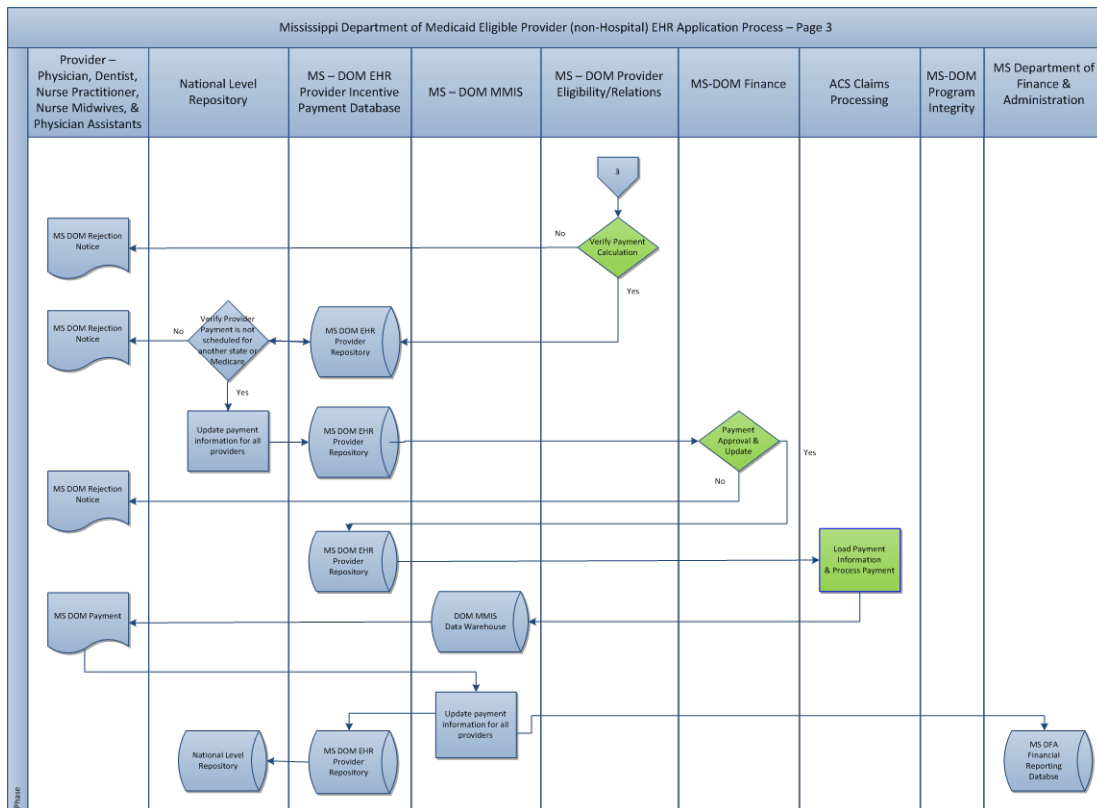 Mississippi Department of Medicaid Eligible Provider (non-Hospital) EHR Application Process – Page 3
Provider –
Physician, Dentist,
Nurse Practitioner,
Nurse Midwives, &
Physician Assistants
National Level
Repository
MS – DOM EHR
Provider Incentive
Payment Database
MS – DOM MMIS
MS – DOM Provider
Eligibility/Relations
MS-DOM Finance
ACS Claims
Processing
MS-DOM
Program
Integrity
MS Department of
Finance &
Administration
3
Verify Payment
Calculation
No
MS DOM Rejection
Notice
Yes
MS DOM EHR
Provider
Repository
Verify Provider
Payment is not
scheduled for
another state or
Medicare
No
MS DOM Rejection
Notice
Yes
Update payment
information for all
providers
MS DOM EHR
Provider
Repository
Payment
Approval &
Update
Yes
No
MS DOM Rejection
Notice
MS DOM EHR
Provider
Repository
Load Payment
Information
& Process Payment
DOM MMIS
Data Warehouse
MS DOM Payment
Update payment
information for all
providers
MS DOM EHR
Provider
Repository
National Level
Repository
MS DFA
Financial
Reporting
Databse
Phase